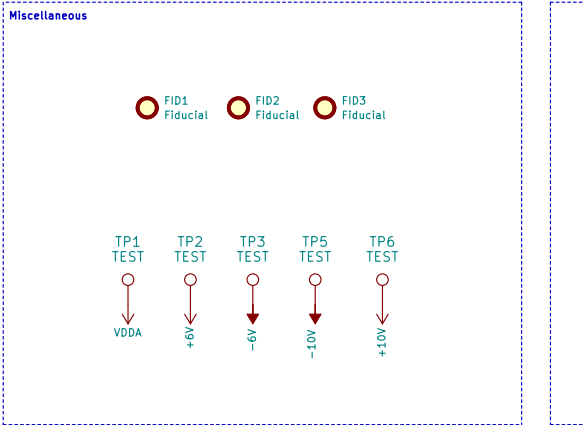 Miscellaneous
FID1
Fiducial
FID2
Fiducial
FID3
Fiducial
TP1
TEST
VDDA
TP2
TEST
+6V
TP3
TEST
-6V
TP5
TEST
-10V
TP6
TEST
+10V